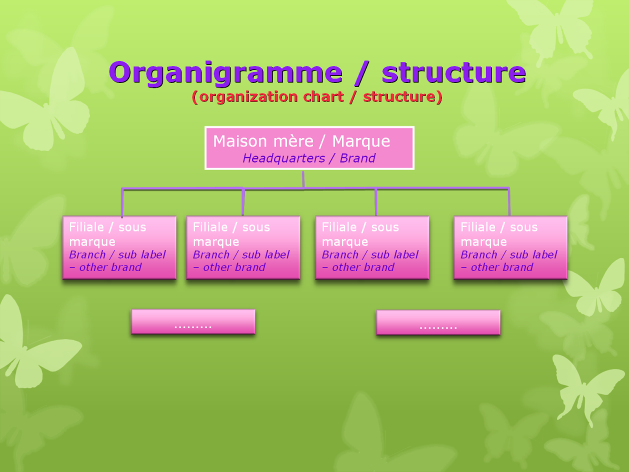 Organigramme / structure
(organization chart / structure)
Maison mère / Marque
Headquarters / Brand
Filiale / sous
marque
Branch / sub label
– other brand
Filiale / sous
marque
Branch / sub label
– other brand
Filiale / sous
marque
Branch / sub label
– other brand
Filiale / sous
marque
Branch / sub label
– other brand
.........
.........